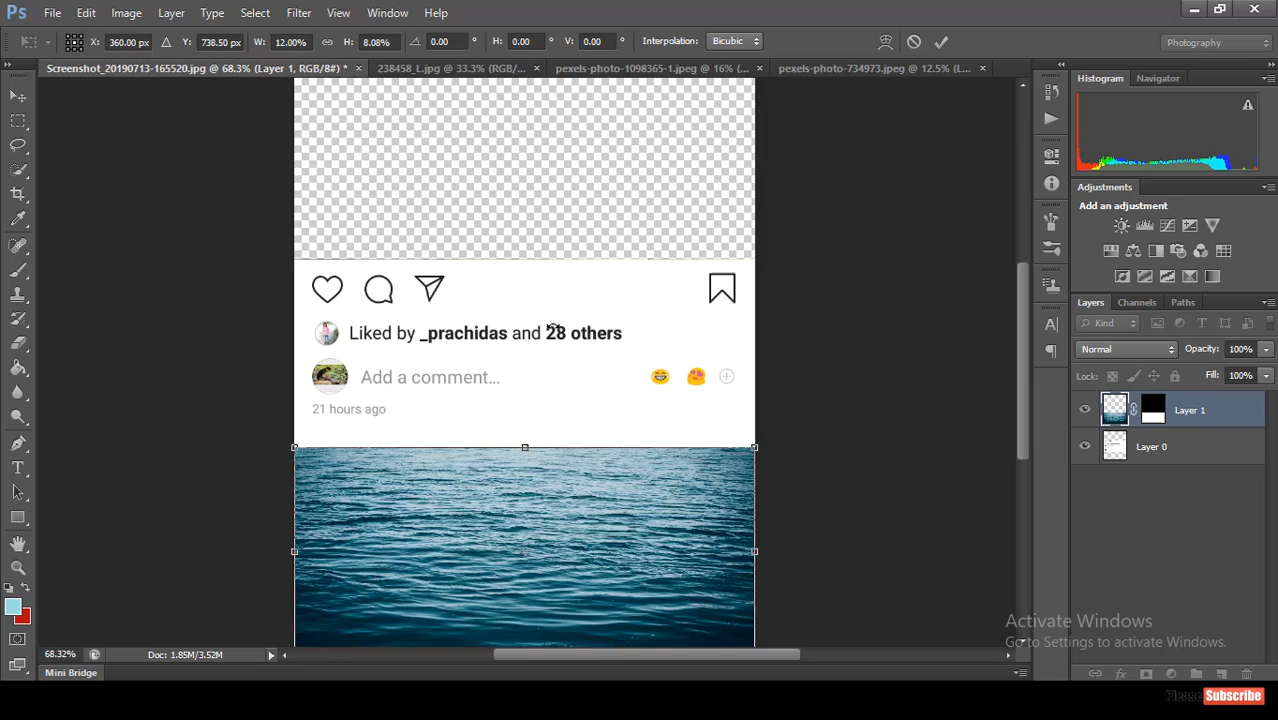 Ps File Edit Image Layer Type Select Filter 3D View Window Help
X: 360.00 px Y: 738.50 px W: 12.00% H: 8.08% 0.00 ° H: 0.00 ° V: 0.00 ° Interpolation: Bicubic Photography
Screenshot_20190713-165520.jpg @ 68.3% (Layer 1, RGB/8#) * × 238458_L.jpg @ 33.3% (RGB/... × pexels-photo-1098365-1.jpeg @ 16% (... × pexels-photo-734973.jpeg @ 12.5% (L... ×
Histogram Navigator
Adjustments
Add an adjustment
Liked by _prachidas and 28 others
Add a comment...
21 hours ago
Layers Channels Paths
Kind
Normal Opacity: 100%
Lock: Fill: 100%
Layer 1
Layer 0
Activate Windows
Go to Settings to activate Windows.
68.32% Doc: 1.85M/3.52M
Mini Bridge
Please Subscribe